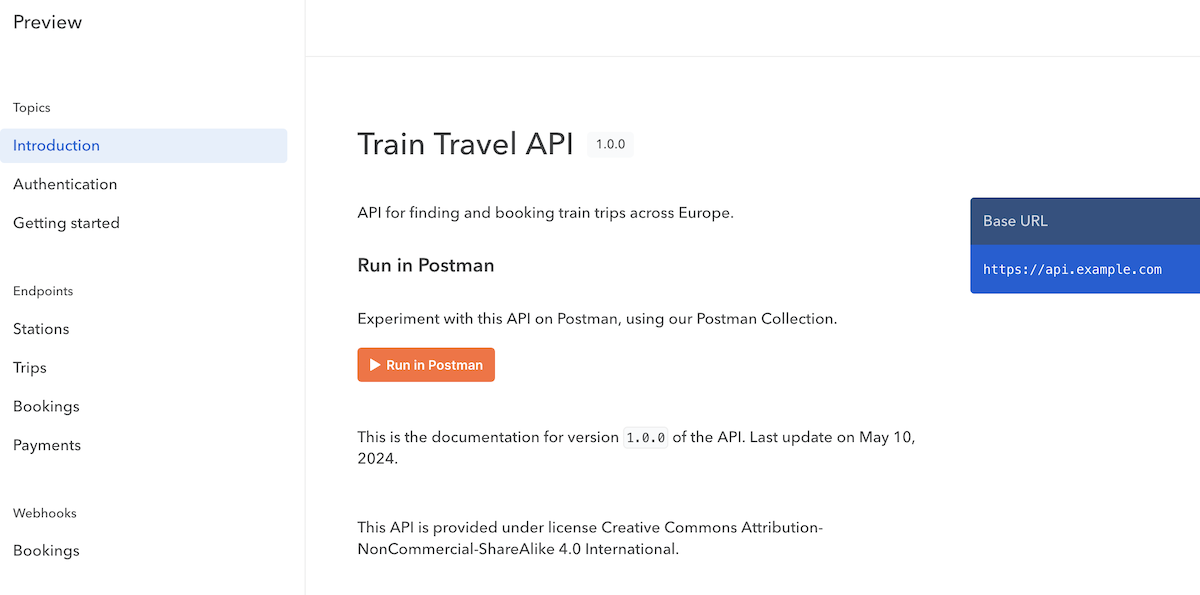 Preview
Topics
Introduction
Authentication
Getting started
Endpoints
Stations
Trips
Bookings
Payments
Webhooks
Bookings
Train Travel API 1.0.0
API for finding and booking train trips across Europe.
Run in Postman
Experiment with this API on Postman, using our Postman Collection.
Run in Postman
This is the documentation for version 1.0.0 of the API. Last update on May 10,
2024.
This API is provided under license Creative Commons Attribution-
NonCommercial-ShareAlike 4.0 International.
Base URL
https://api.example.com